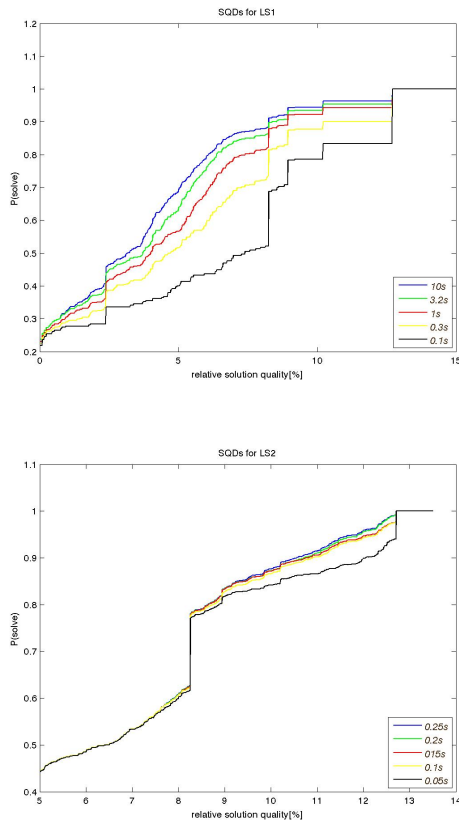 SQDs for LS1
1.2
1.1
1
0.9
0.8
0.7
0.6
0.5
0.4
0.3
0.2
P(solve)
10s
3.2s
1s
0.3s
0.1s
0 5 10 15
relative solution quality[%]
SQDs for LS2
1.1
1
0.9
0.8
0.7
0.6
0.5
0.4
P(solve)
0.25s
0.2s
015s
0.1s
0.05s
5 6 7 8 9 10 11 12 13 14
relative solution quality[%]